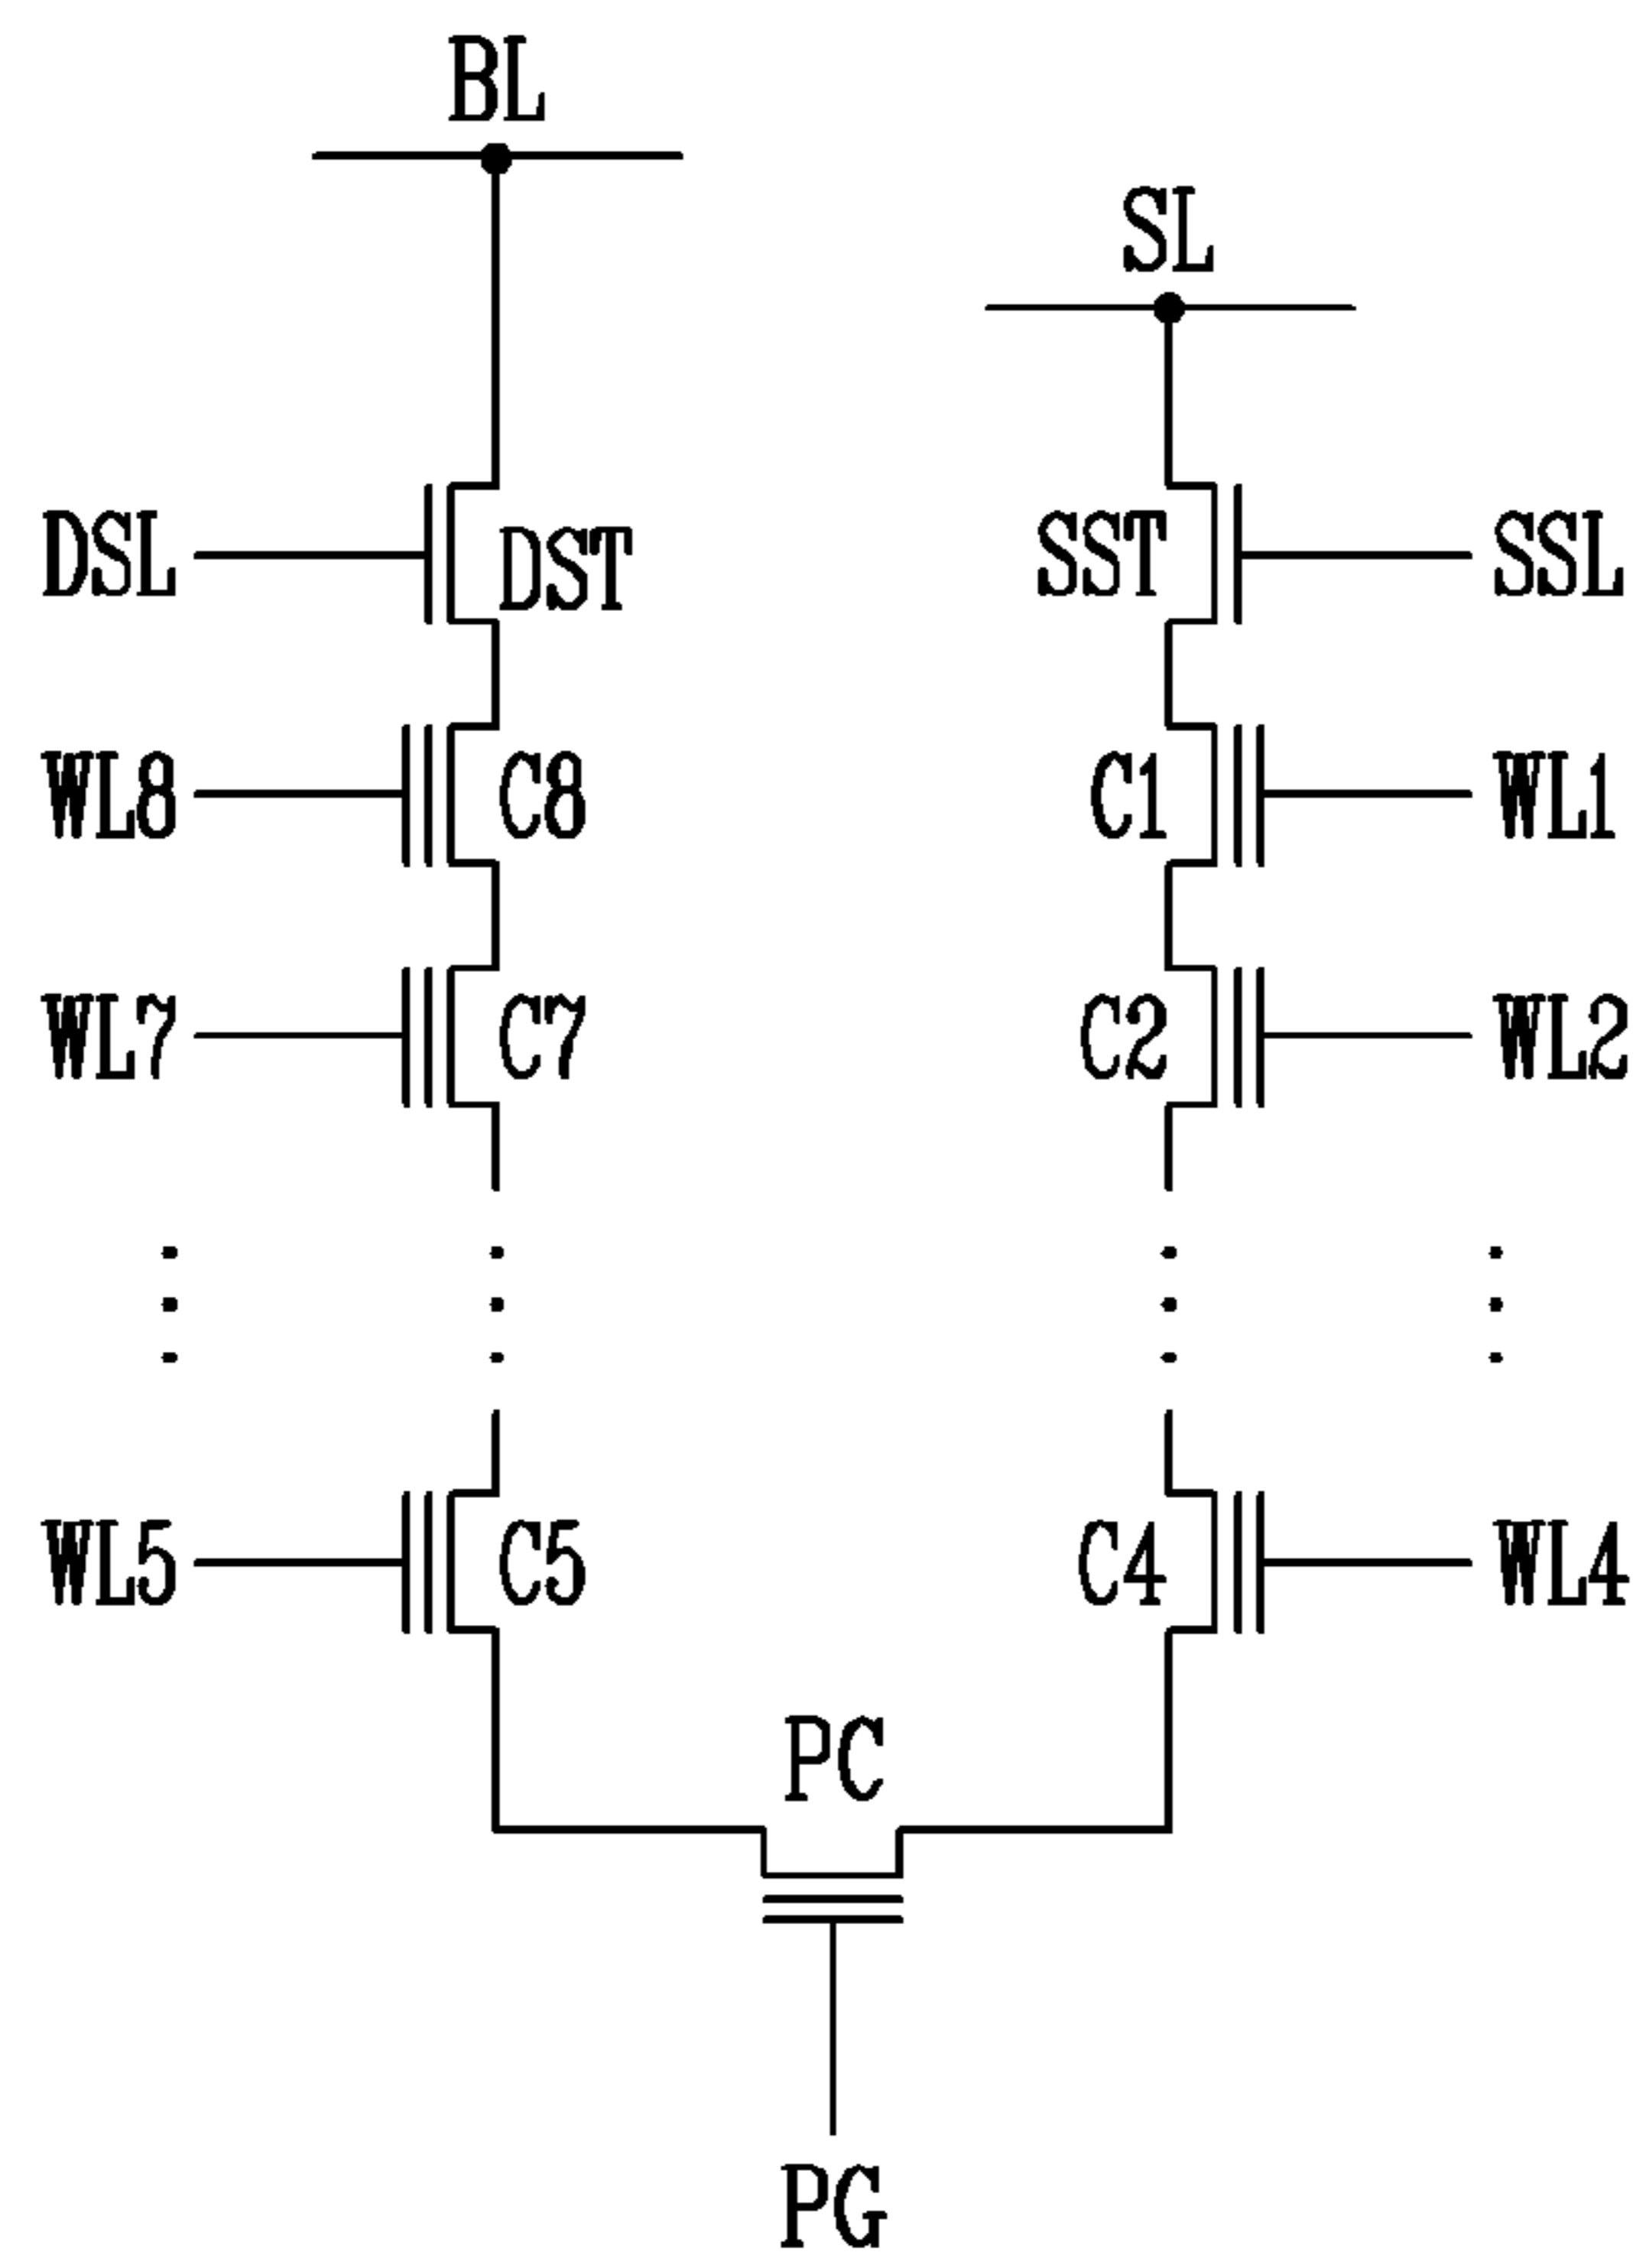 BL
SL
DSL DST SST SSL
WL8 C8 C1 WL1
WL7 C7 C2 WL2
WL5 C5 C4 WL4
PC
PG